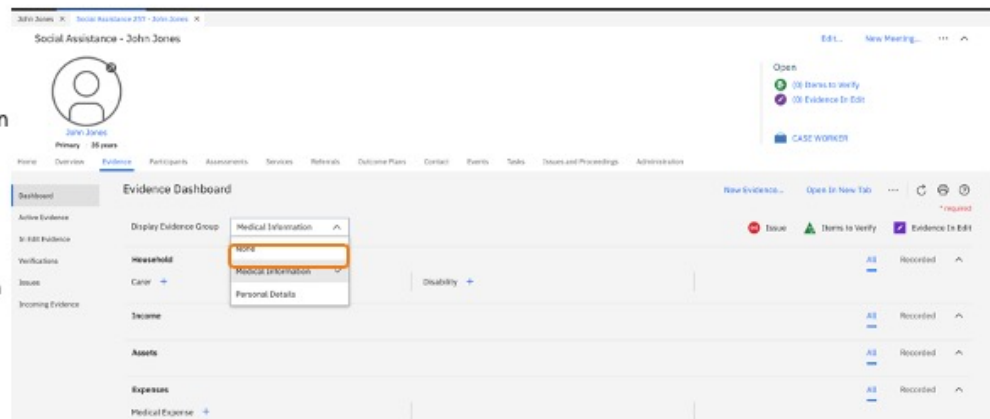 John Jones × Social Assistance 257 - John Jones ×
Social Assistance - John Jones
Edit... New Meeting... ...
Open
(0) Items to Verify
(0) Evidence In Edit
CASE WORKER
John Jones
Primary 35 years
Home Overview Evidence Participants Assessments Services Referrals Outcome Plans Contact Events Tasks Issues and Proceedings Administration
Dashboard
Active Evidence
In Edit Evidence
Verifications
Issues
Incoming Evidence
Evidence Dashboard
New Evidence... Open In New Tab ...
* required
Display Evidence Group Medical Information
Issue Items to Verify Evidence In Edit
None
Medical Information
Personal Details
Household All Recorded
Carer + Disability +
Income All Recorded
Assets All Recorded
Expenses All Recorded
Medical Expense +